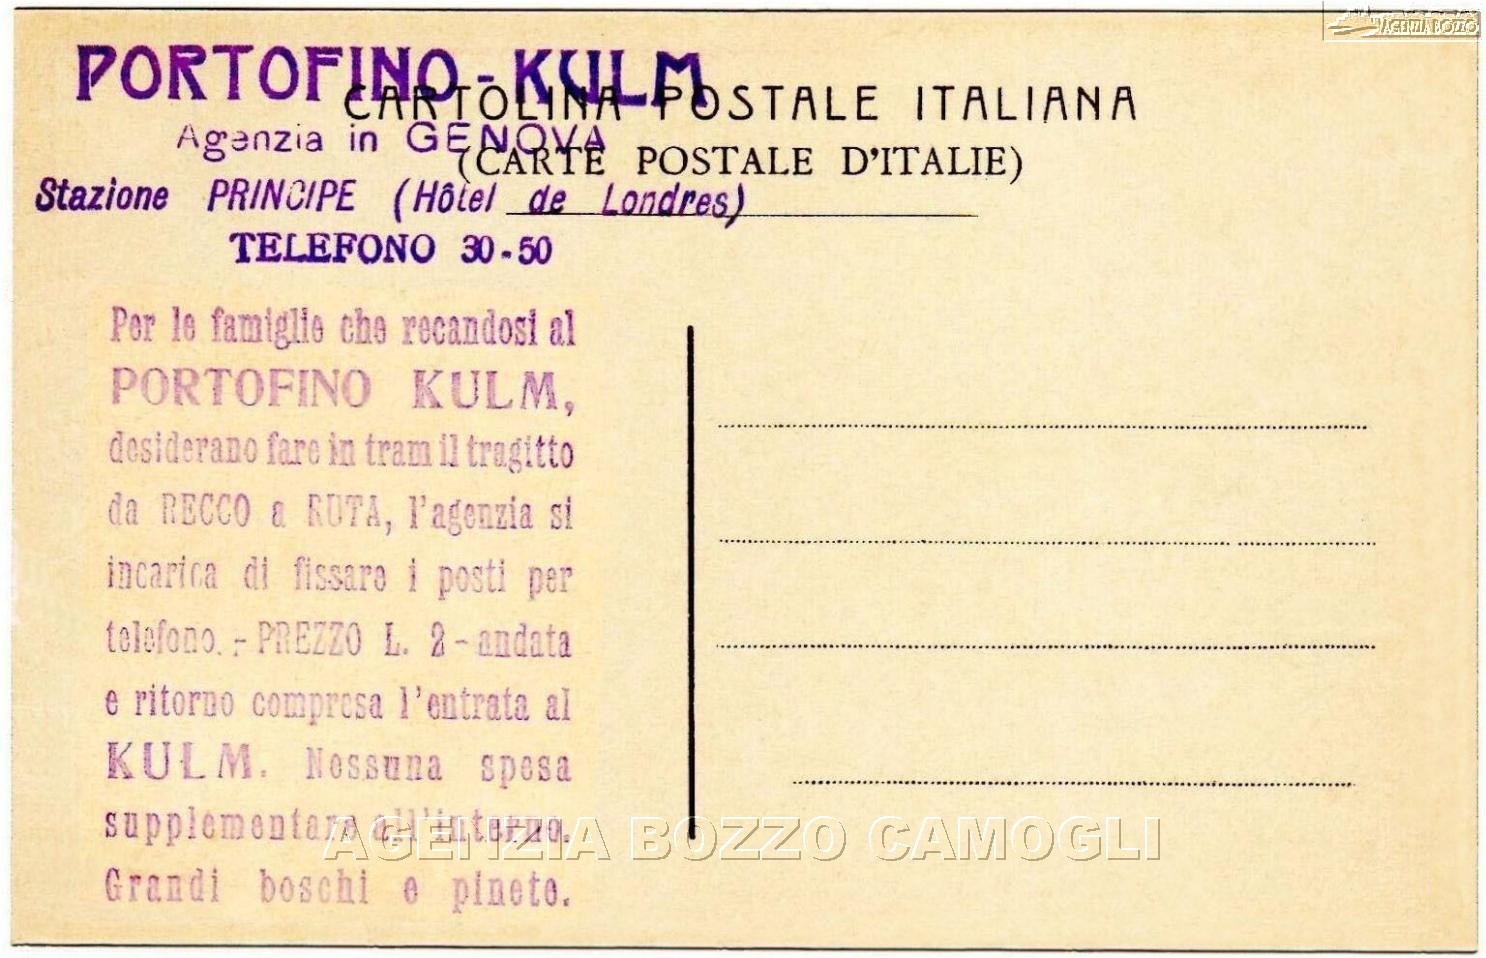 AGENZIA BOZZO
PORTOFINO-KULM
CARTOLINA POSTALE ITALIANA
Agenzia in GENOVA
(CARTE POSTALE D'ITALIE)
Stazione PRINCIPE (Hôtel de Londres)
TELEFONO 30-50
Per le famiglie che recandosi al
PORTOFINO KULM,
desiderano fare in tram il tragitto
da RECCO a RUTA, l'agenzia si
incarica di fissare i posti per
telefono. - PREZZO L. 2 - andata
e ritorno compresa l'entrata al
KULM. Nessuna spesa
supplementare all'interno.
Grandi boschi e pinete.
AGENZIA BOZZO CAMOGLI